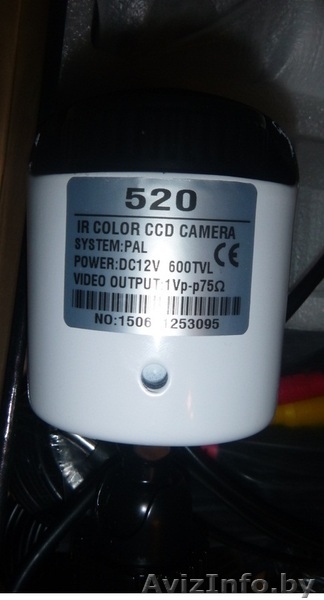 520
IR COLOR CCD CAMERA
SYSTEM:PAL
POWER:DC12V 600TVL CE
VIDEO OUTPUT:1Vp-p75Ω
AvizInfo.by